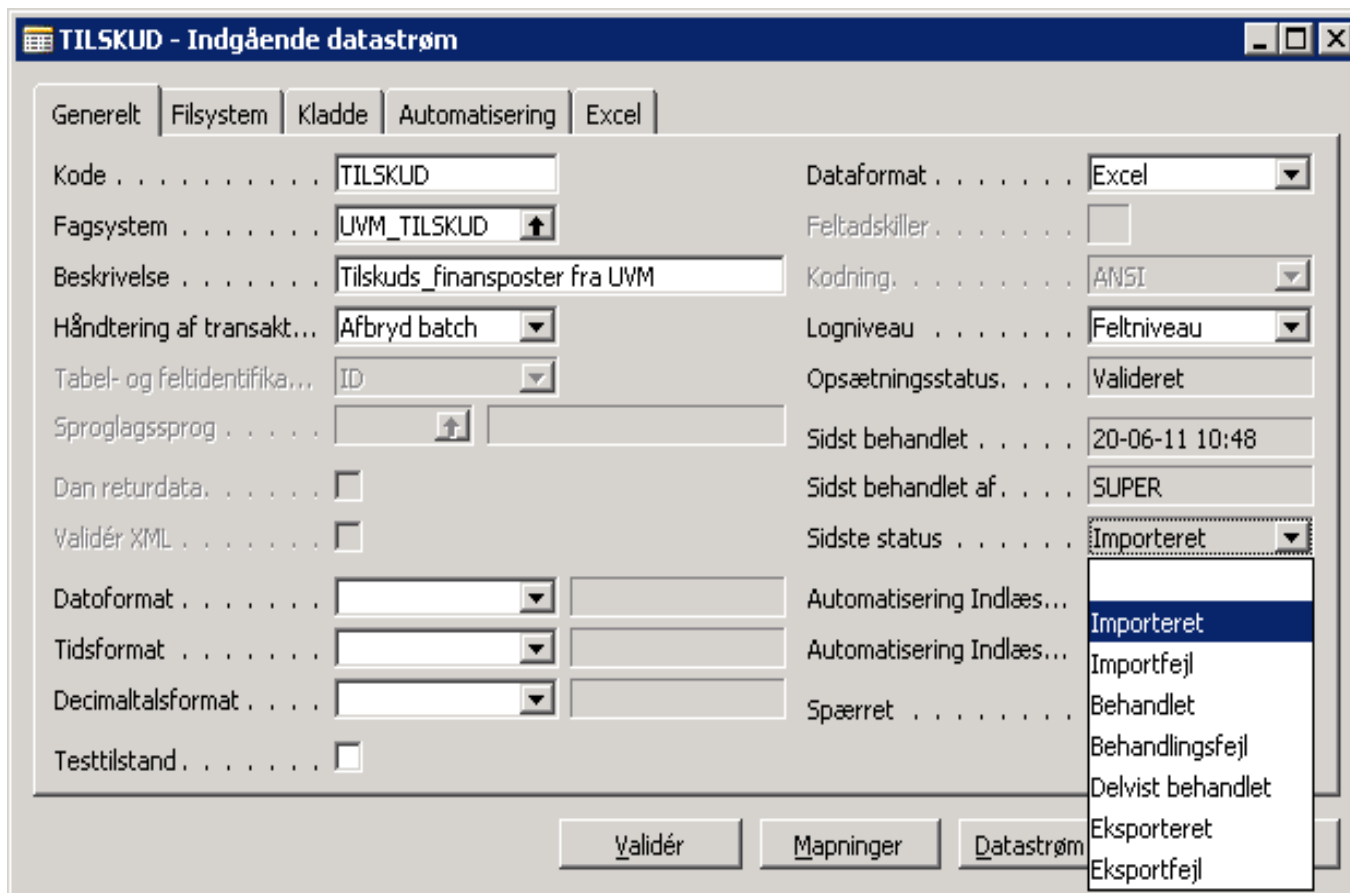 TILSKUD - Indgående datastrøm
Generelt Filsystem Kladde Automatisering Excel
Kode . . . . . . . . . . TILSKUD
Fagsystem . . . . . . . UVM_TILSKUD
Beskrivelse . . . . . . . Tilskuds_finansposter fra UVM
Håndtering af transakt... Afbryd batch
Tabel- og feltidentifika... ID
Sproglagssprog . . . . .
Dan returdata. . . . . .
Validér XML . . . . . . .
Datoformat . . . . . . .
Tidsformat . . . . . . .
Decimaltalsformat . . . .
Testtilstand . . . . . . .
Dataformat . . . . . . . Excel
Feltadskiller . . . . . . .
Kodning. . . . . . . . . ANSI
Logniveau . . . . . . . Feltniveau
Opsætningsstatus. . . . Valideret
Sidst behandlet . . . . . 20-06-11 10:48
Sidst behandlet af. . . . SUPER
Sidste status . . . . . . Importeret
Automatisering Indlæs...
Automatisering Indlæs...
Spærret . . . . . . . .
Importeret
Importfejl
Behandlet
Behandlingsfejl
Delvist behandlet
Eksporteret
Eksportfejl
Validér Mapninger Datastrøm